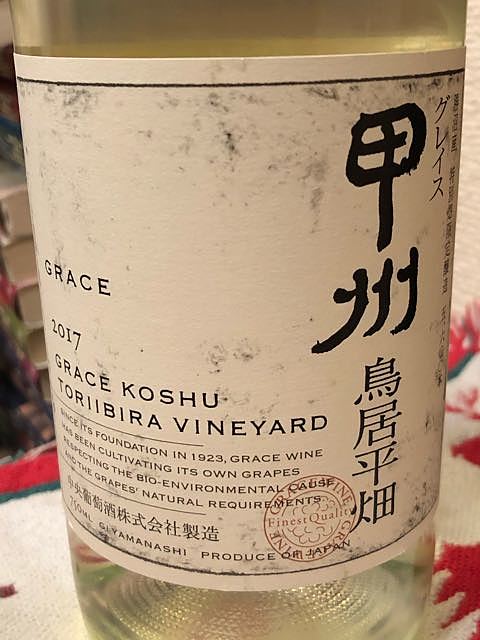 グレイス
甲州
鳥居平畑
GRACE
2017
GRACE KOSHU
TORIIBIRA VINEYARD
SINCE ITS FOUNDATION IN 1923, GRACE WINE
HAS BEEN CULTIVATING ITS OWN GRAPES
RESPECTING THE BIO-ENVIRONMENTAL CAUSE
AND THE GRAPES' NATURAL REQUIREMENTS
中央葡萄酒株式会社製造
750ML GI.YAMANASHI PRODUCE OF JAPAN
GRACE WINE
Finest Quality